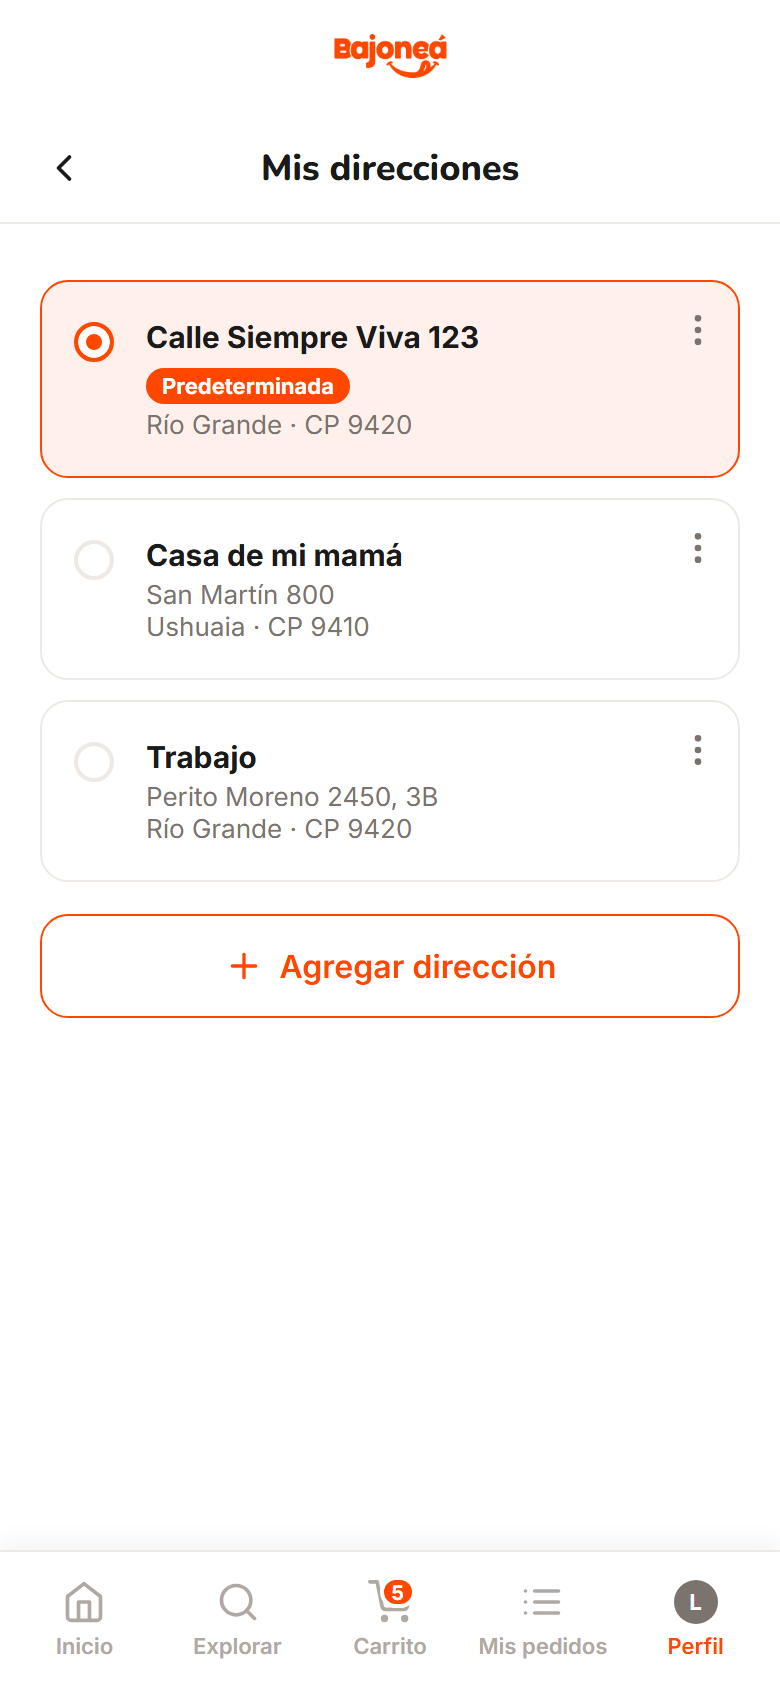 Bajoneá
Mis direcciones
Calle Siempre Viva 123
Predeterminada
Río Grande · CP 9420
Casa de mi mamá
San Martín 800
Ushuaia · CP 9410
Trabajo
Perito Moreno 2450, 3B
Río Grande · CP 9420
Agregar dirección
5
L
Inicio
Explorar
Carrito
Mis pedidos
Perfil